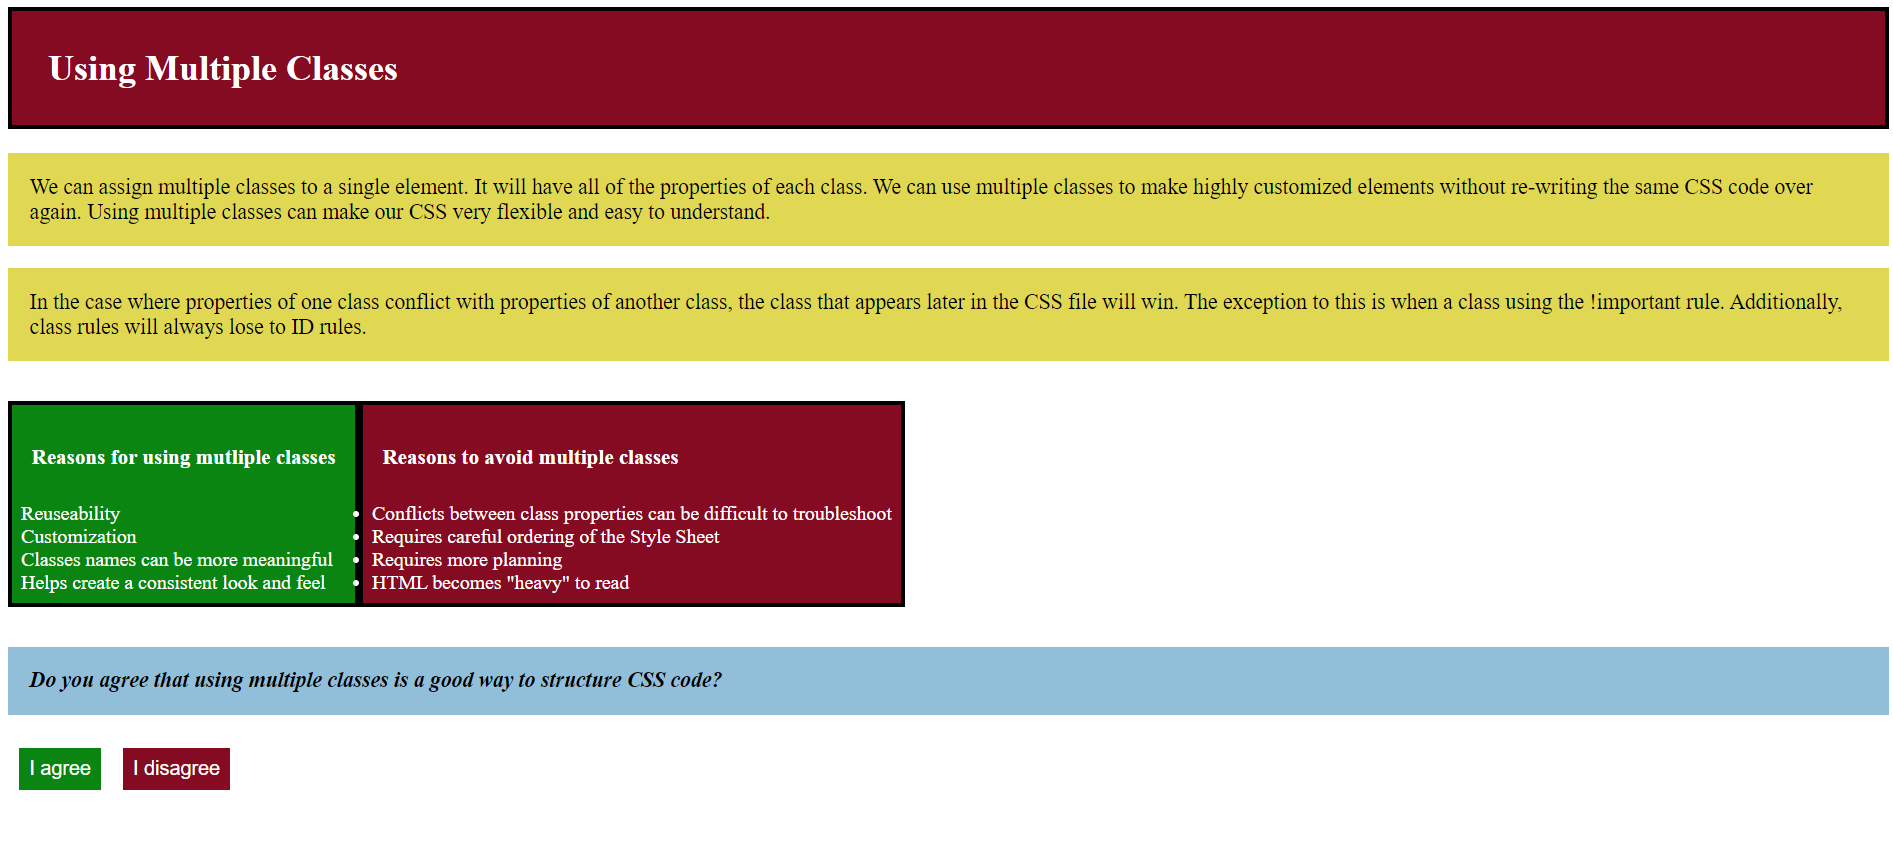 Using Multiple Classes
We can assign multiple classes to a single element. It will have all of the properties of each class. We can use multiple classes to make highly customized elements without re-writing the same CSS code over
again. Using multiple classes can make our CSS very flexible and easy to understand.
In the case where properties of one class conflict with properties of another class, the class that appears later in the CSS file will win. The exception to this is when a class using the !important rule. Additionally,
class rules will always lose to ID rules.
Reasons for using mutliple classes
Reuseability
Customization
Classes names can be more meaningful
Helps create a consistent look and feel
Reasons to avoid multiple classes
Conflicts between class properties can be difficult to troubleshoot
Requires careful ordering of the Style Sheet
Requires more planning
HTML becomes "heavy" to read
Do you agree that using multiple classes is a good way to structure CSS code?
I agree
I disagree